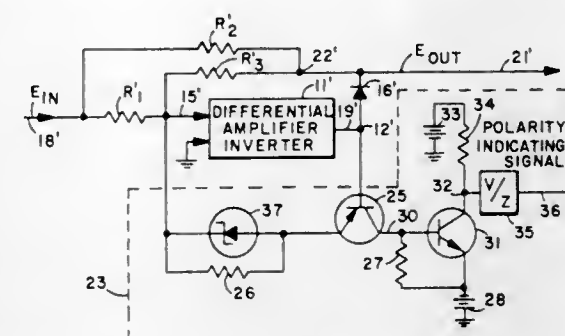 R'2
22'
E OUT
21'
R'3
11'
16'
E IN
R'1
15'
DIFFERENTIAL
AMPLIFIER
INVERTER
19'
12'
18'
33
34
POLARITY
INDICATING
SIGNAL
32
V/Z
36
35
25
37
30
31
23
26
27
28